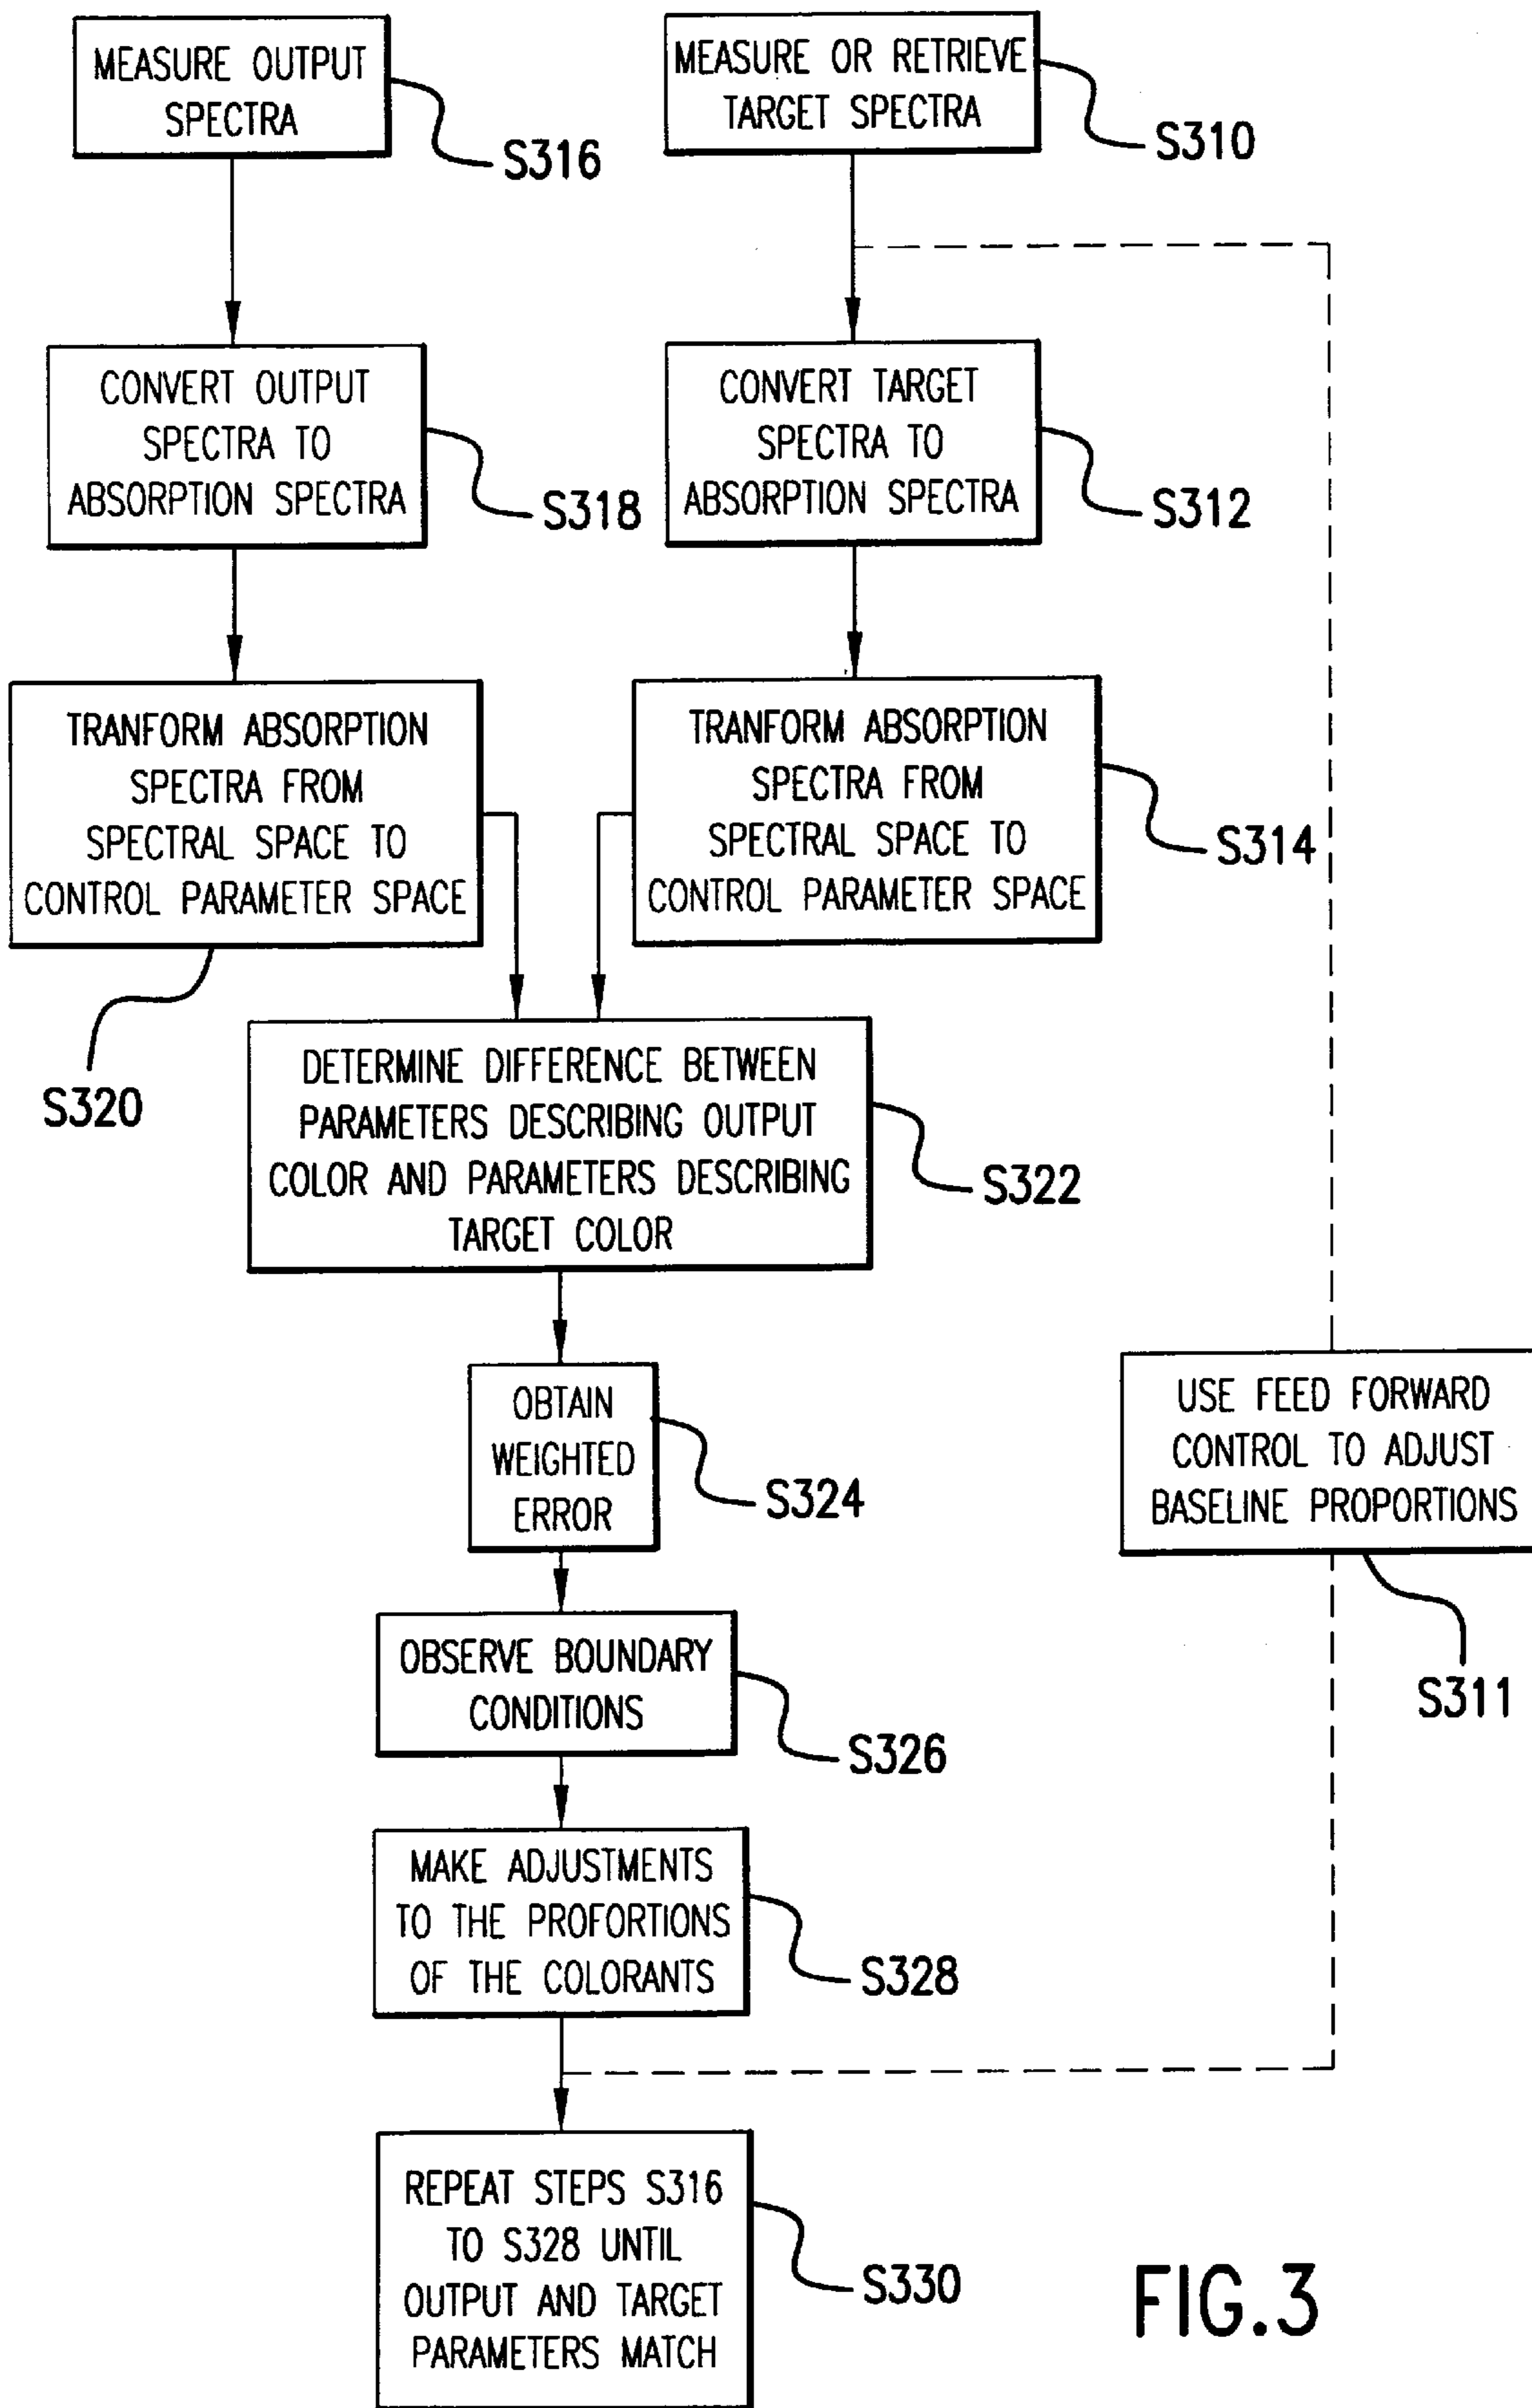 MEASURE OUTPUT
SPECTRA
S316
MEASURE OR RETRIEVE
TARGET SPECTRA
S310
CONVERT OUTPUT
SPECTRA TO
ABSORPTION SPECTRA
S318
CONVERT TARGET
SPECTRA TO
ABSORPTION SPECTRA
S312
TRANFORM ABSORPTION
SPECTRA FROM
SPECTRAL SPACE TO
CONTROL PARAMETER SPACE
S320
TRANFORM ABSORPTION
SPECTRA FROM
SPECTRAL SPACE TO
CONTROL PARAMETER SPACE
S314
DETERMINE DIFFERENCE BETWEEN
PARAMETERS DESCRIBING OUTPUT
COLOR AND PARAMETERS DESCRIBING
TARGET COLOR
S322
OBTAIN
WEIGHTED
ERROR
S324
USE FEED FORWARD
CONTROL TO ADJUST
BASELINE PROPORTIONS
S311
OBSERVE BOUNDARY
CONDITIONS
S326
MAKE ADJUSTMENTS
TO THE PROFORTIONS
OF THE COLORANTS
S328
REPEAT STEPS S316
TO S328 UNTIL
OUTPUT AND TARGET
PARAMETERS MATCH
S330
FIG.3